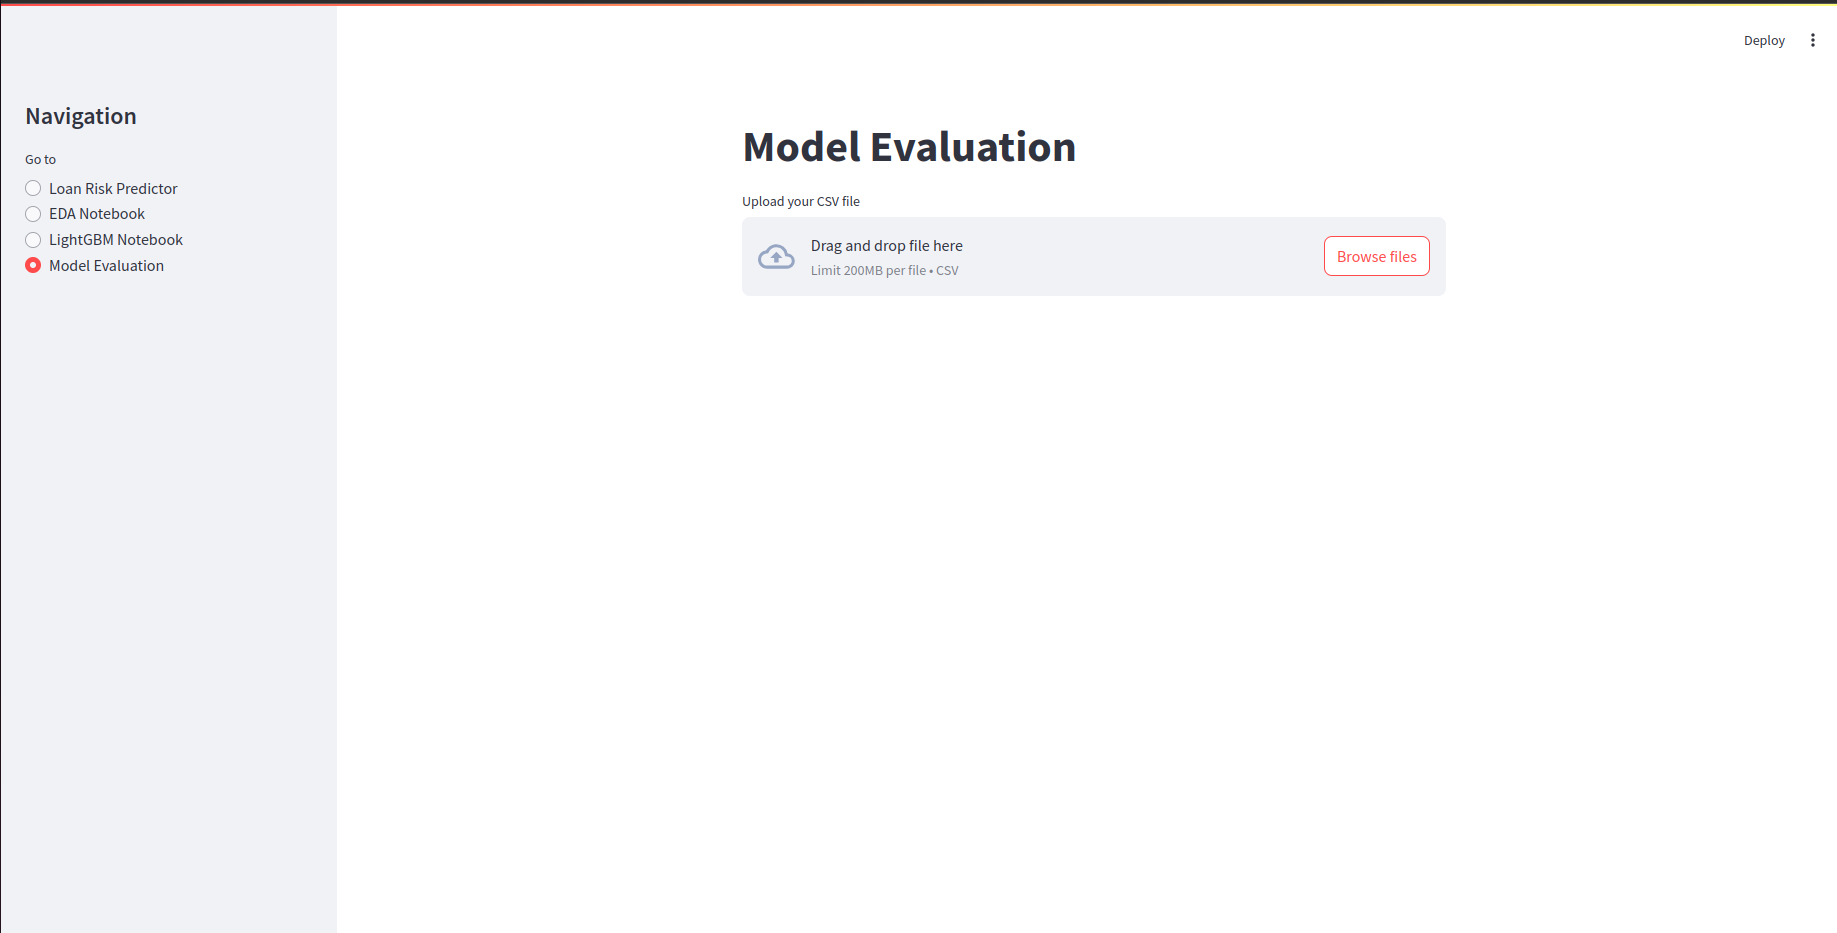 Deploy
Navigation
Go to
Loan Risk Predictor
EDA Notebook
LightGBM Notebook
Model Evaluation
Model Evaluation
Upload your CSV file
Drag and drop file here
Limit 200MB per file • CSV
Browse files